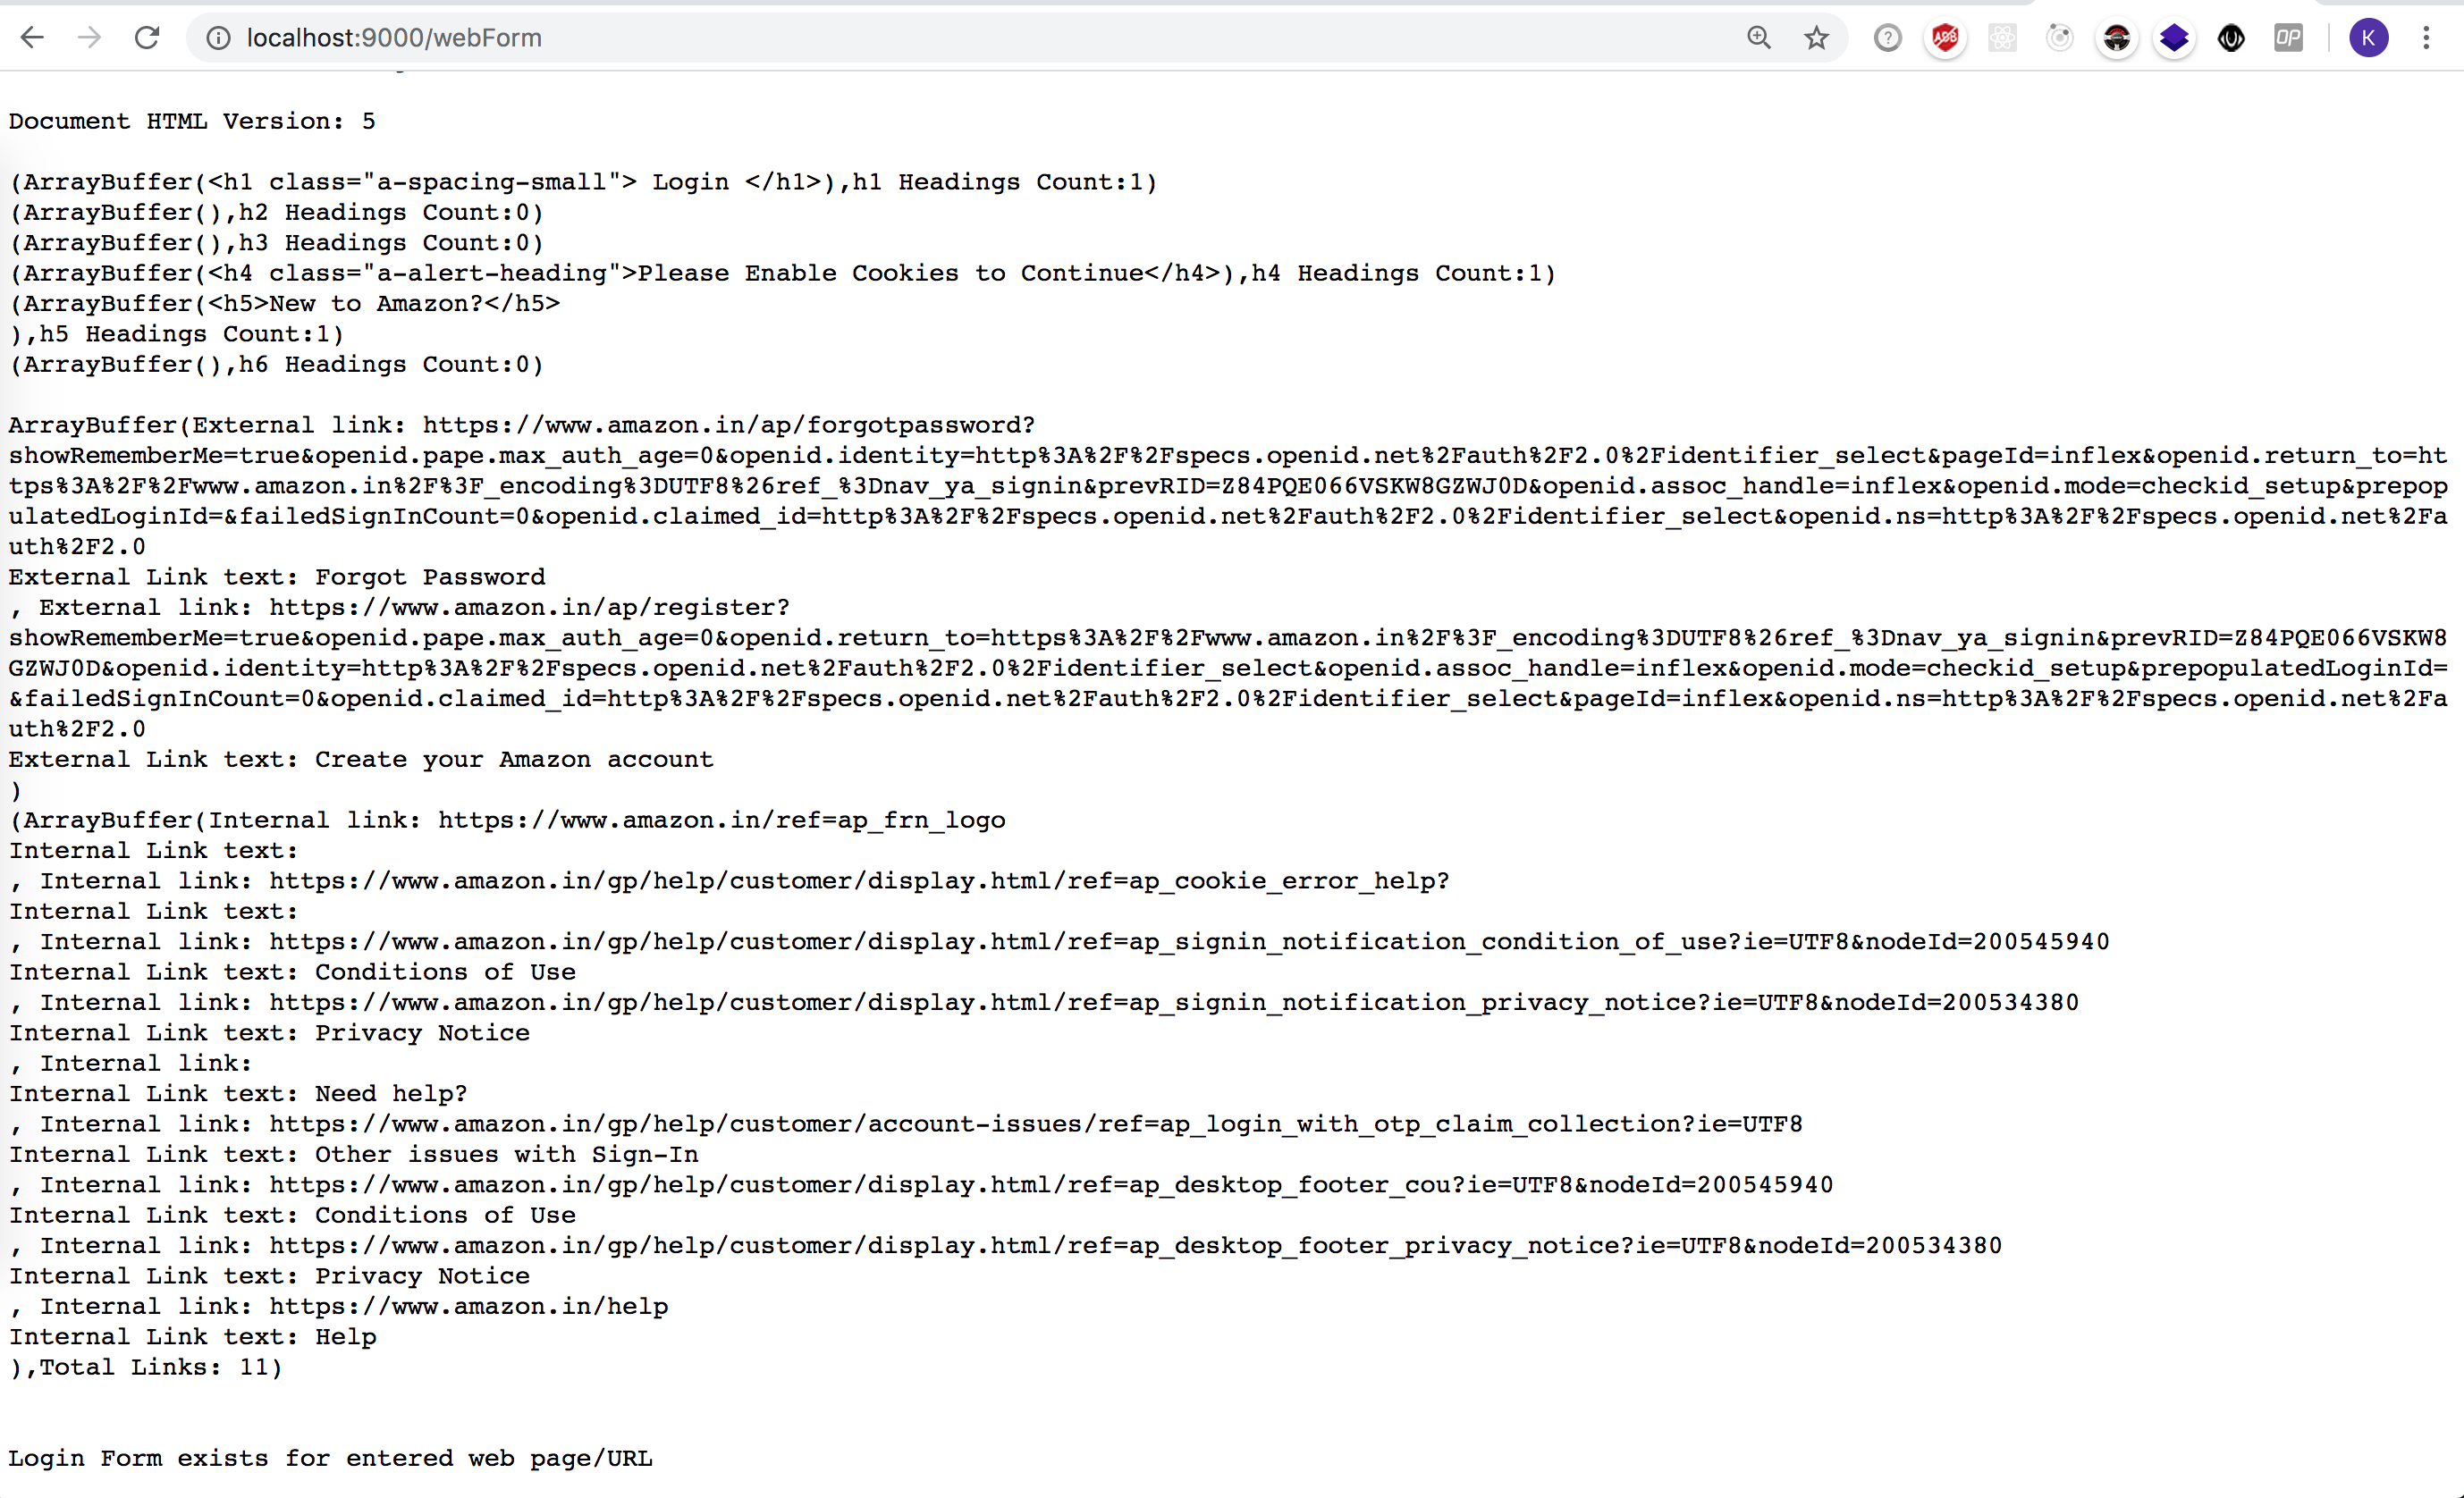 localhost:9000/webForm
ABP
OP
K
Document HTML Version: 5
(ArrayBuffer(<h1 class="a-spacing-small"> Login </h1>),h1 Headings Count:1)
(ArrayBuffer(),h2 Headings Count:0)
(ArrayBuffer(),h3 Headings Count:0)
(ArrayBuffer(<h4 class="a-alert-heading">Please Enable Cookies to Continue</h4>),h4 Headings Count:1)
(ArrayBuffer(<h5>New to Amazon?</h5>
),h5 Headings Count:1)
(ArrayBuffer(),h6 Headings Count:0)
ArrayBuffer(External link: https://www.amazon.in/ap/forgotpassword?
showRememberMe=true&openid.pape.max_auth_age=0&openid.identity=http%3A%2F%2Fspecs.openid.net%2Fauth%2F2.0%2Fidentifier_select&pageId=inflex&openid.return_to=ht
tps%3A%2F%2Fwww.amazon.in%2F%3F_encoding%3DUTF8%26ref_%3Dnav_ya_signin&prevRID=Z84PQE066VSKW8GZWJ0D&openid.assoc_handle=inflex&openid.mode=checkid_setup&prepop
ulatedLoginId=&failedSignInCount=0&openid.claimed_id=http%3A%2F%2Fspecs.openid.net%2Fauth%2F2.0%2Fidentifier_select&openid.ns=http%3A%2F%2Fspecs.openid.net%2Fa
uth%2F2.0
External Link text: Forgot Password
, External link: https://www.amazon.in/ap/register?
showRememberMe=true&openid.pape.max_auth_age=0&openid.return_to=https%3A%2F%2Fwww.amazon.in%2F%3F_encoding%3DUTF8%26ref_%3Dnav_ya_signin&prevRID=Z84PQE066VSKW8
GZWJ0D&openid.identity=http%3A%2F%2Fspecs.openid.net%2Fauth%2F2.0%2Fidentifier_select&openid.assoc_handle=inflex&openid.mode=checkid_setup&prepopulatedLoginId=
&failedSignInCount=0&openid.claimed_id=http%3A%2F%2Fspecs.openid.net%2Fauth%2F2.0%2Fidentifier_select&pageId=inflex&openid.ns=http%3A%2F%2Fspecs.openid.net%2Fa
uth%2F2.0
External Link text: Create your Amazon account
)
(ArrayBuffer(Internal link: https://www.amazon.in/ref=ap_frn_logo
Internal Link text:
, Internal link: https://www.amazon.in/gp/help/customer/display.html/ref=ap_cookie_error_help?
Internal Link text:
, Internal link: https://www.amazon.in/gp/help/customer/display.html/ref=ap_signin_notification_condition_of_use?ie=UTF8&nodeId=200545940
Internal Link text: Conditions of Use
, Internal link: https://www.amazon.in/gp/help/customer/display.html/ref=ap_signin_notification_privacy_notice?ie=UTF8&nodeId=200534380
Internal Link text: Privacy Notice
, Internal link:
Internal Link text: Need help?
, Internal link: https://www.amazon.in/gp/help/customer/account-issues/ref=ap_login_with_otp_claim_collection?ie=UTF8
Internal Link text: Other issues with Sign-In
, Internal link: https://www.amazon.in/gp/help/customer/display.html/ref=ap_desktop_footer_cou?ie=UTF8&nodeId=200545940
Internal Link text: Conditions of Use
, Internal link: https://www.amazon.in/gp/help/customer/display.html/ref=ap_desktop_footer_privacy_notice?ie=UTF8&nodeId=200534380
Internal Link text: Privacy Notice
, Internal link: https://www.amazon.in/help
Internal Link text: Help
),Total Links: 11)
Login Form exists for entered web page/URL